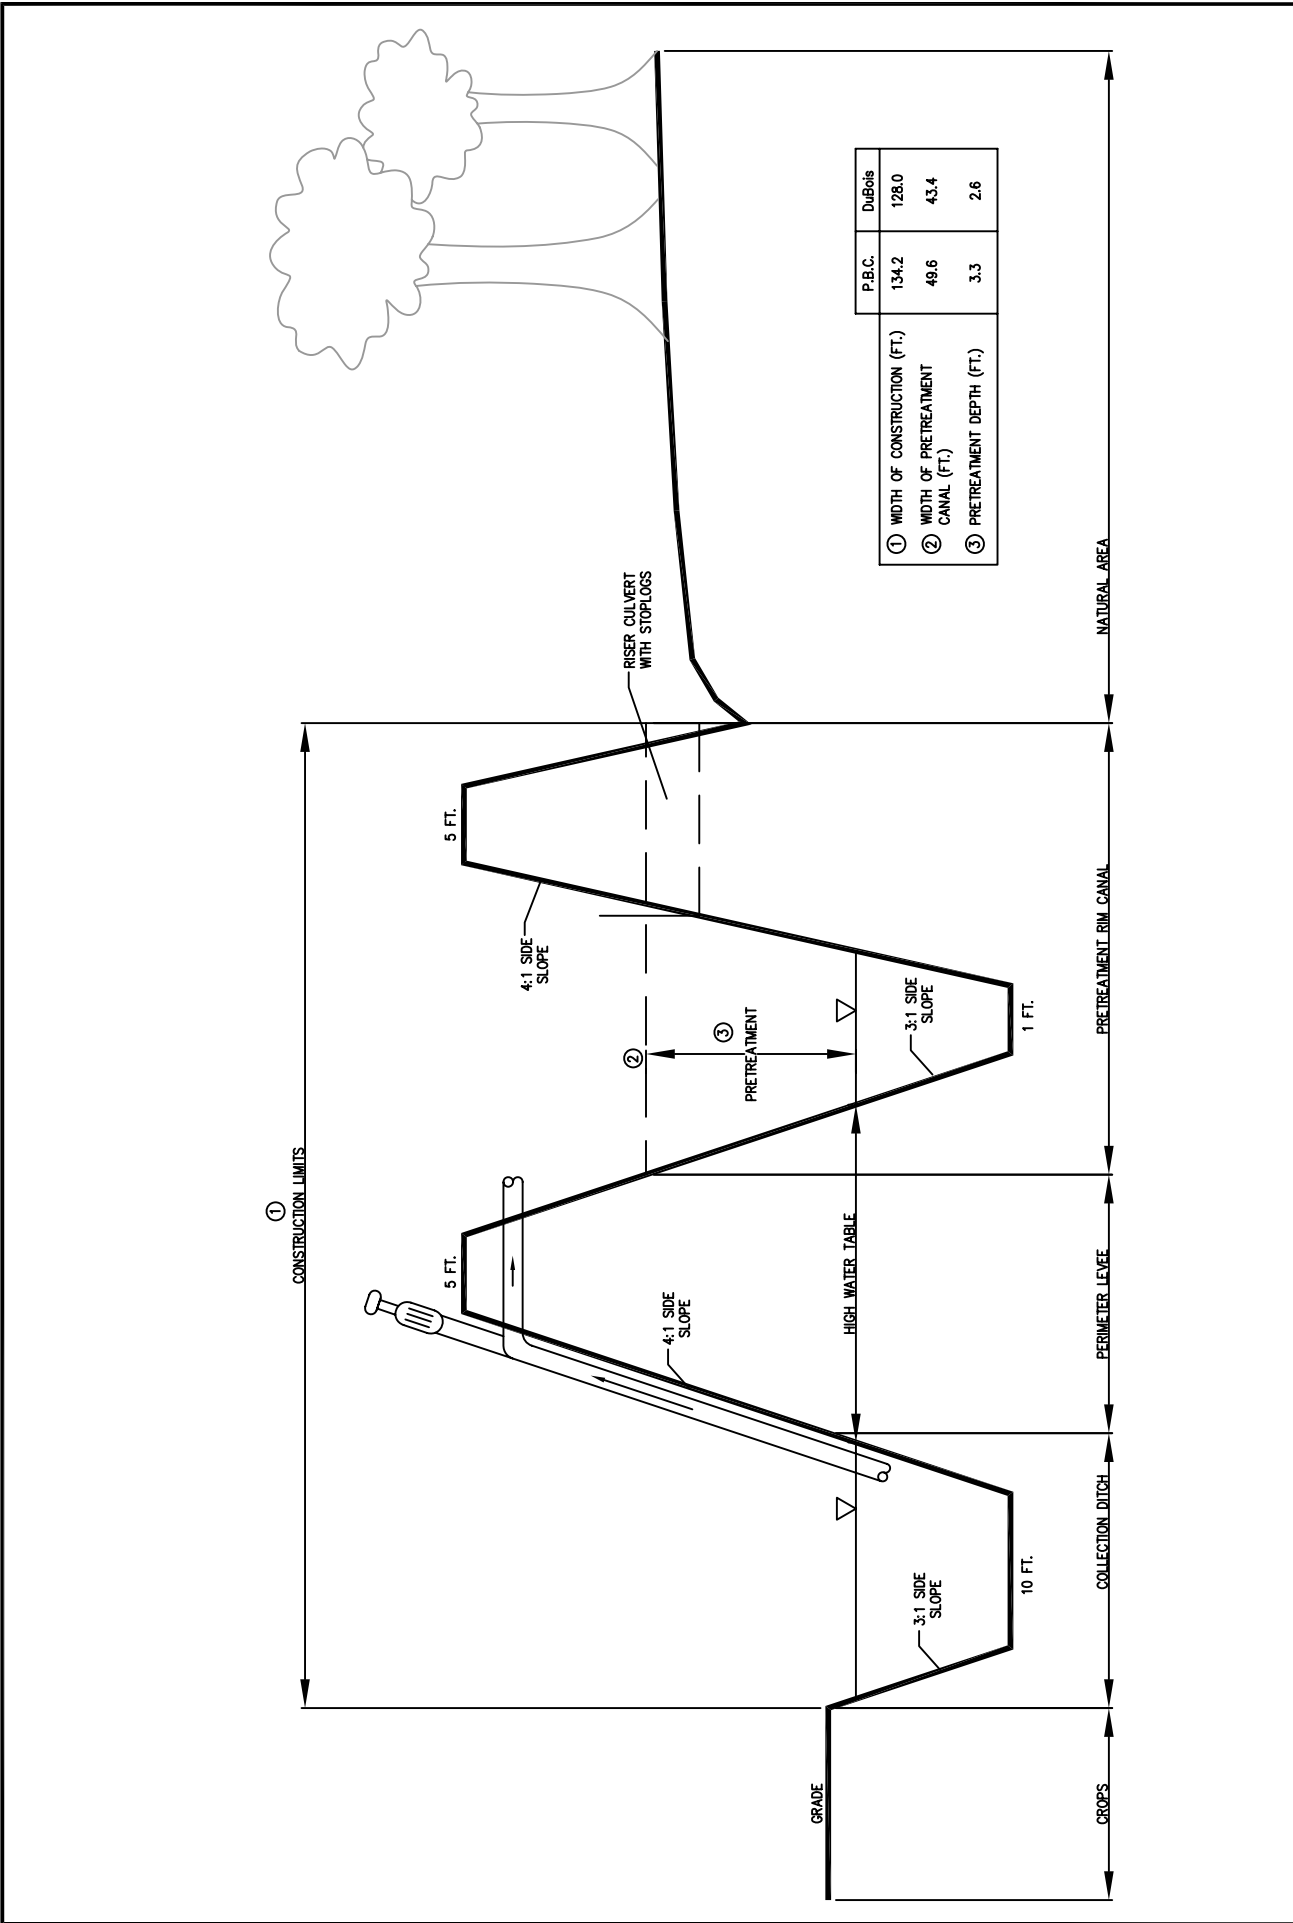 ① CONSTRUCTION LIMITS
5 FT.
5 FT.
4:1 SIDE
SLOPE
RISER CULVERT
WITH STOPLOGS
②
③
PRETREATMENT
4:1 SIDE
SLOPE
GRADE
HIGH WATER TABLE
3:1 SIDE
SLOPE
3:1 SIDE
SLOPE
10 FT.
1 FT.
P.B.C. DuBois
① WIDTH OF CONSTRUCTION (FT.) 134.2 128.0
② WIDTH OF PRETREATMENT
CANAL (FT.) 49.6 43.4
③ PRETREATMENT DEPTH (FT.) 3.3 2.6
CROPS
COLLECTION DITCH
PERIMETER LEVEE
PRETREATMENT RIM CANAL
NATURAL AREA